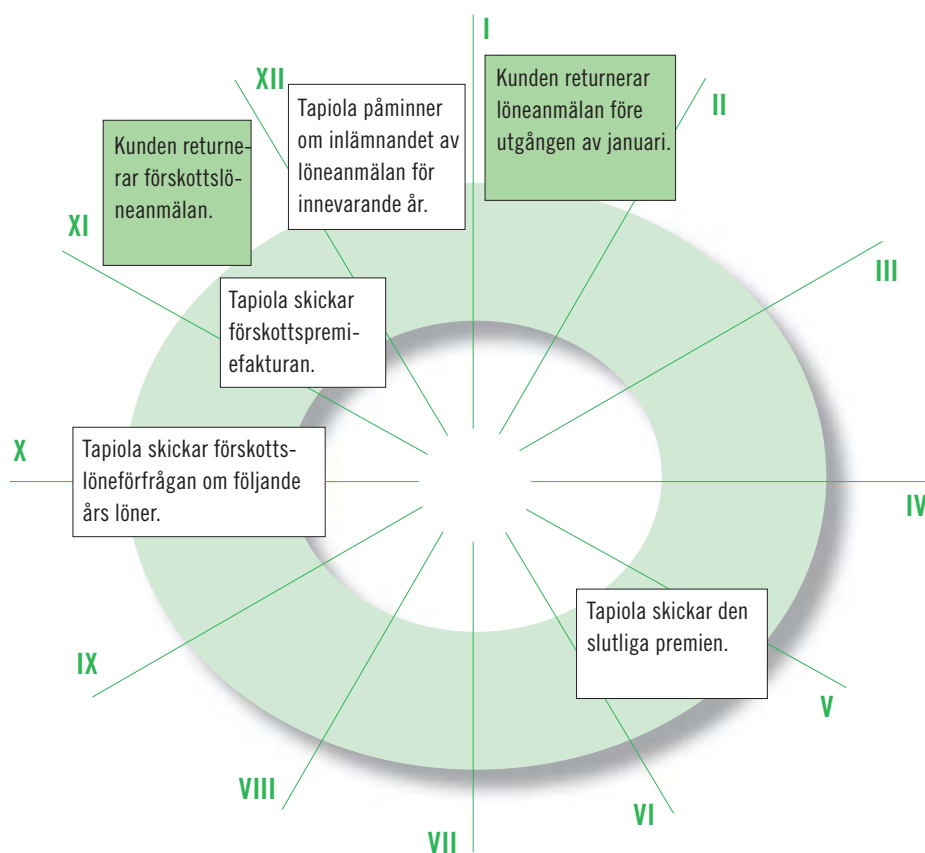 I
II
Kunden returnerar
löneanmälan före
utgången av januari.
III
IV
Tapiola skickar den
slutliga premien.
V
VI
VII
VIII
IX
X
Tapiola skickar förskotts-
löneförfrågan om följande
års löner.
XI
Kunden returne-
rar förskottslö-
neanmälan.
Tapiola skickar
förskottspremi-
efakturan.
XII
Tapiola påminner
om inlämnandet av
löneanmälan för
innevarande år.